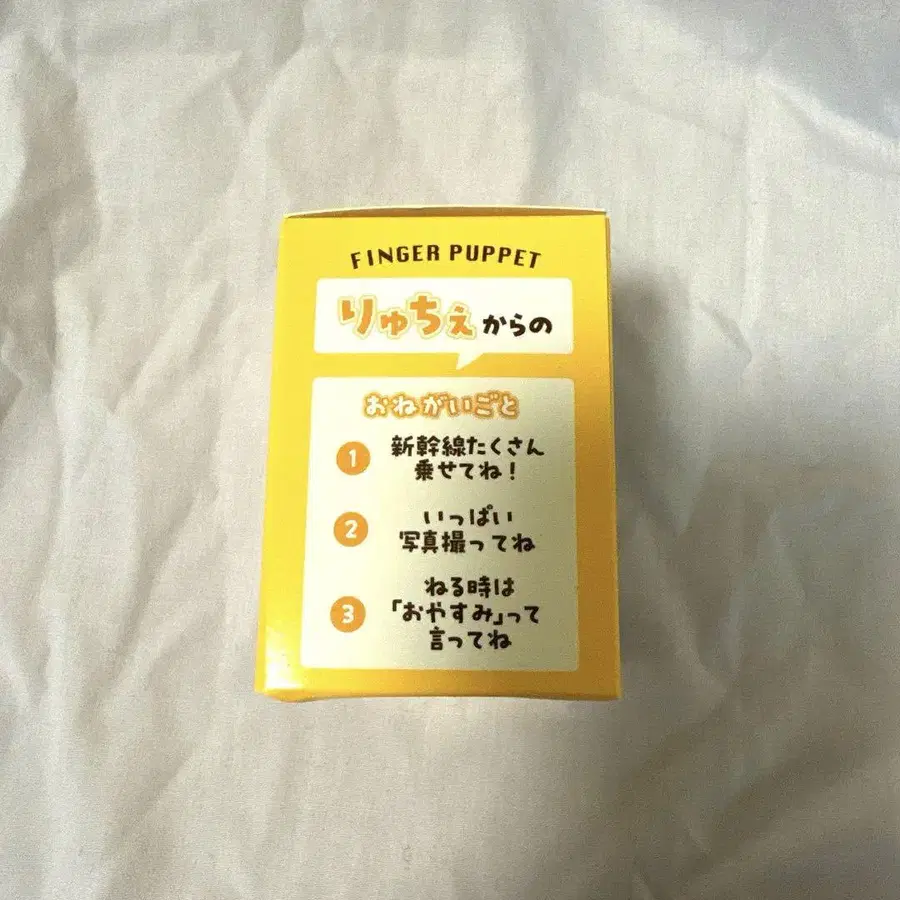 FINGER PUPPET
りゅちぇからの
おねがいごと
1 新幹線たくさん
乗せてね！
2 いっぱい
写真撮ってね
3 ねる時は
「おやすみ」って
言ってね